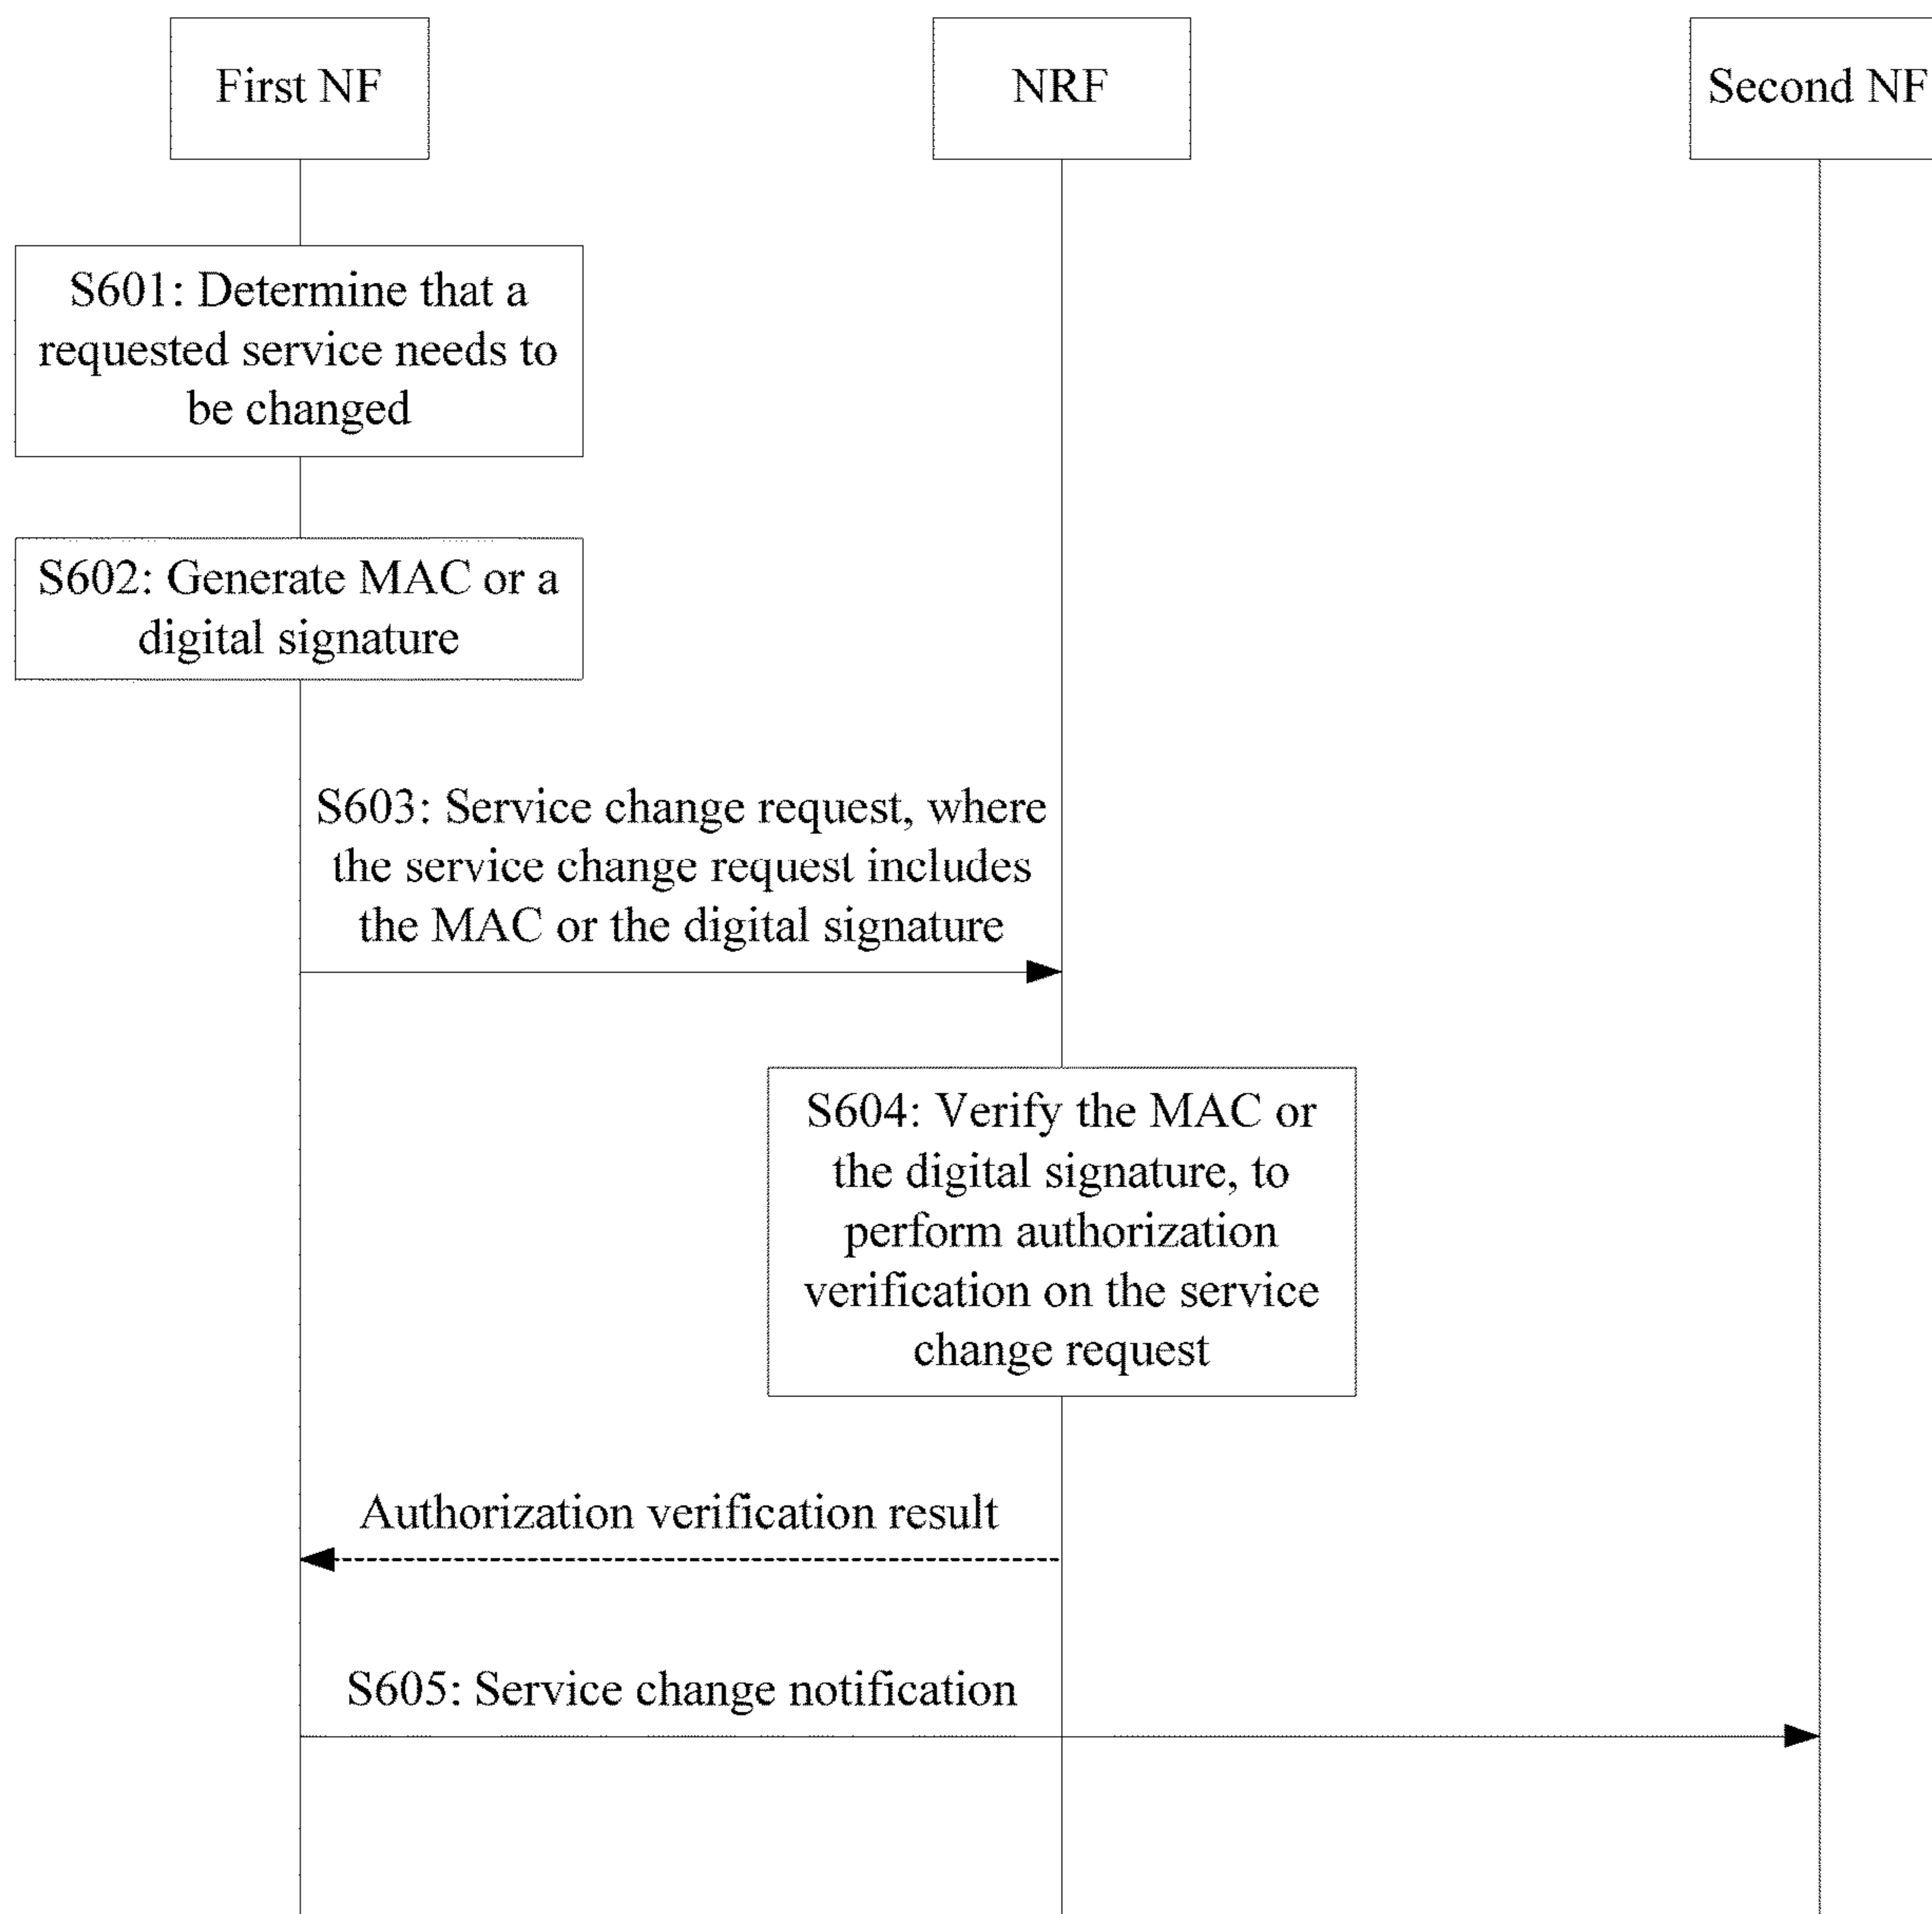 First NF
NRF
Second NF
S601: Determine that a
requested service needs to
be changed
S602: Generate MAC or a
digital signature
S603: Service change request, where
the service change request includes
the MAC or the digital signature
S604: Verify the MAC or
the digital signature, to
perform authorization
verification on the service
change request
Authorization verification result
S605: Service change notification